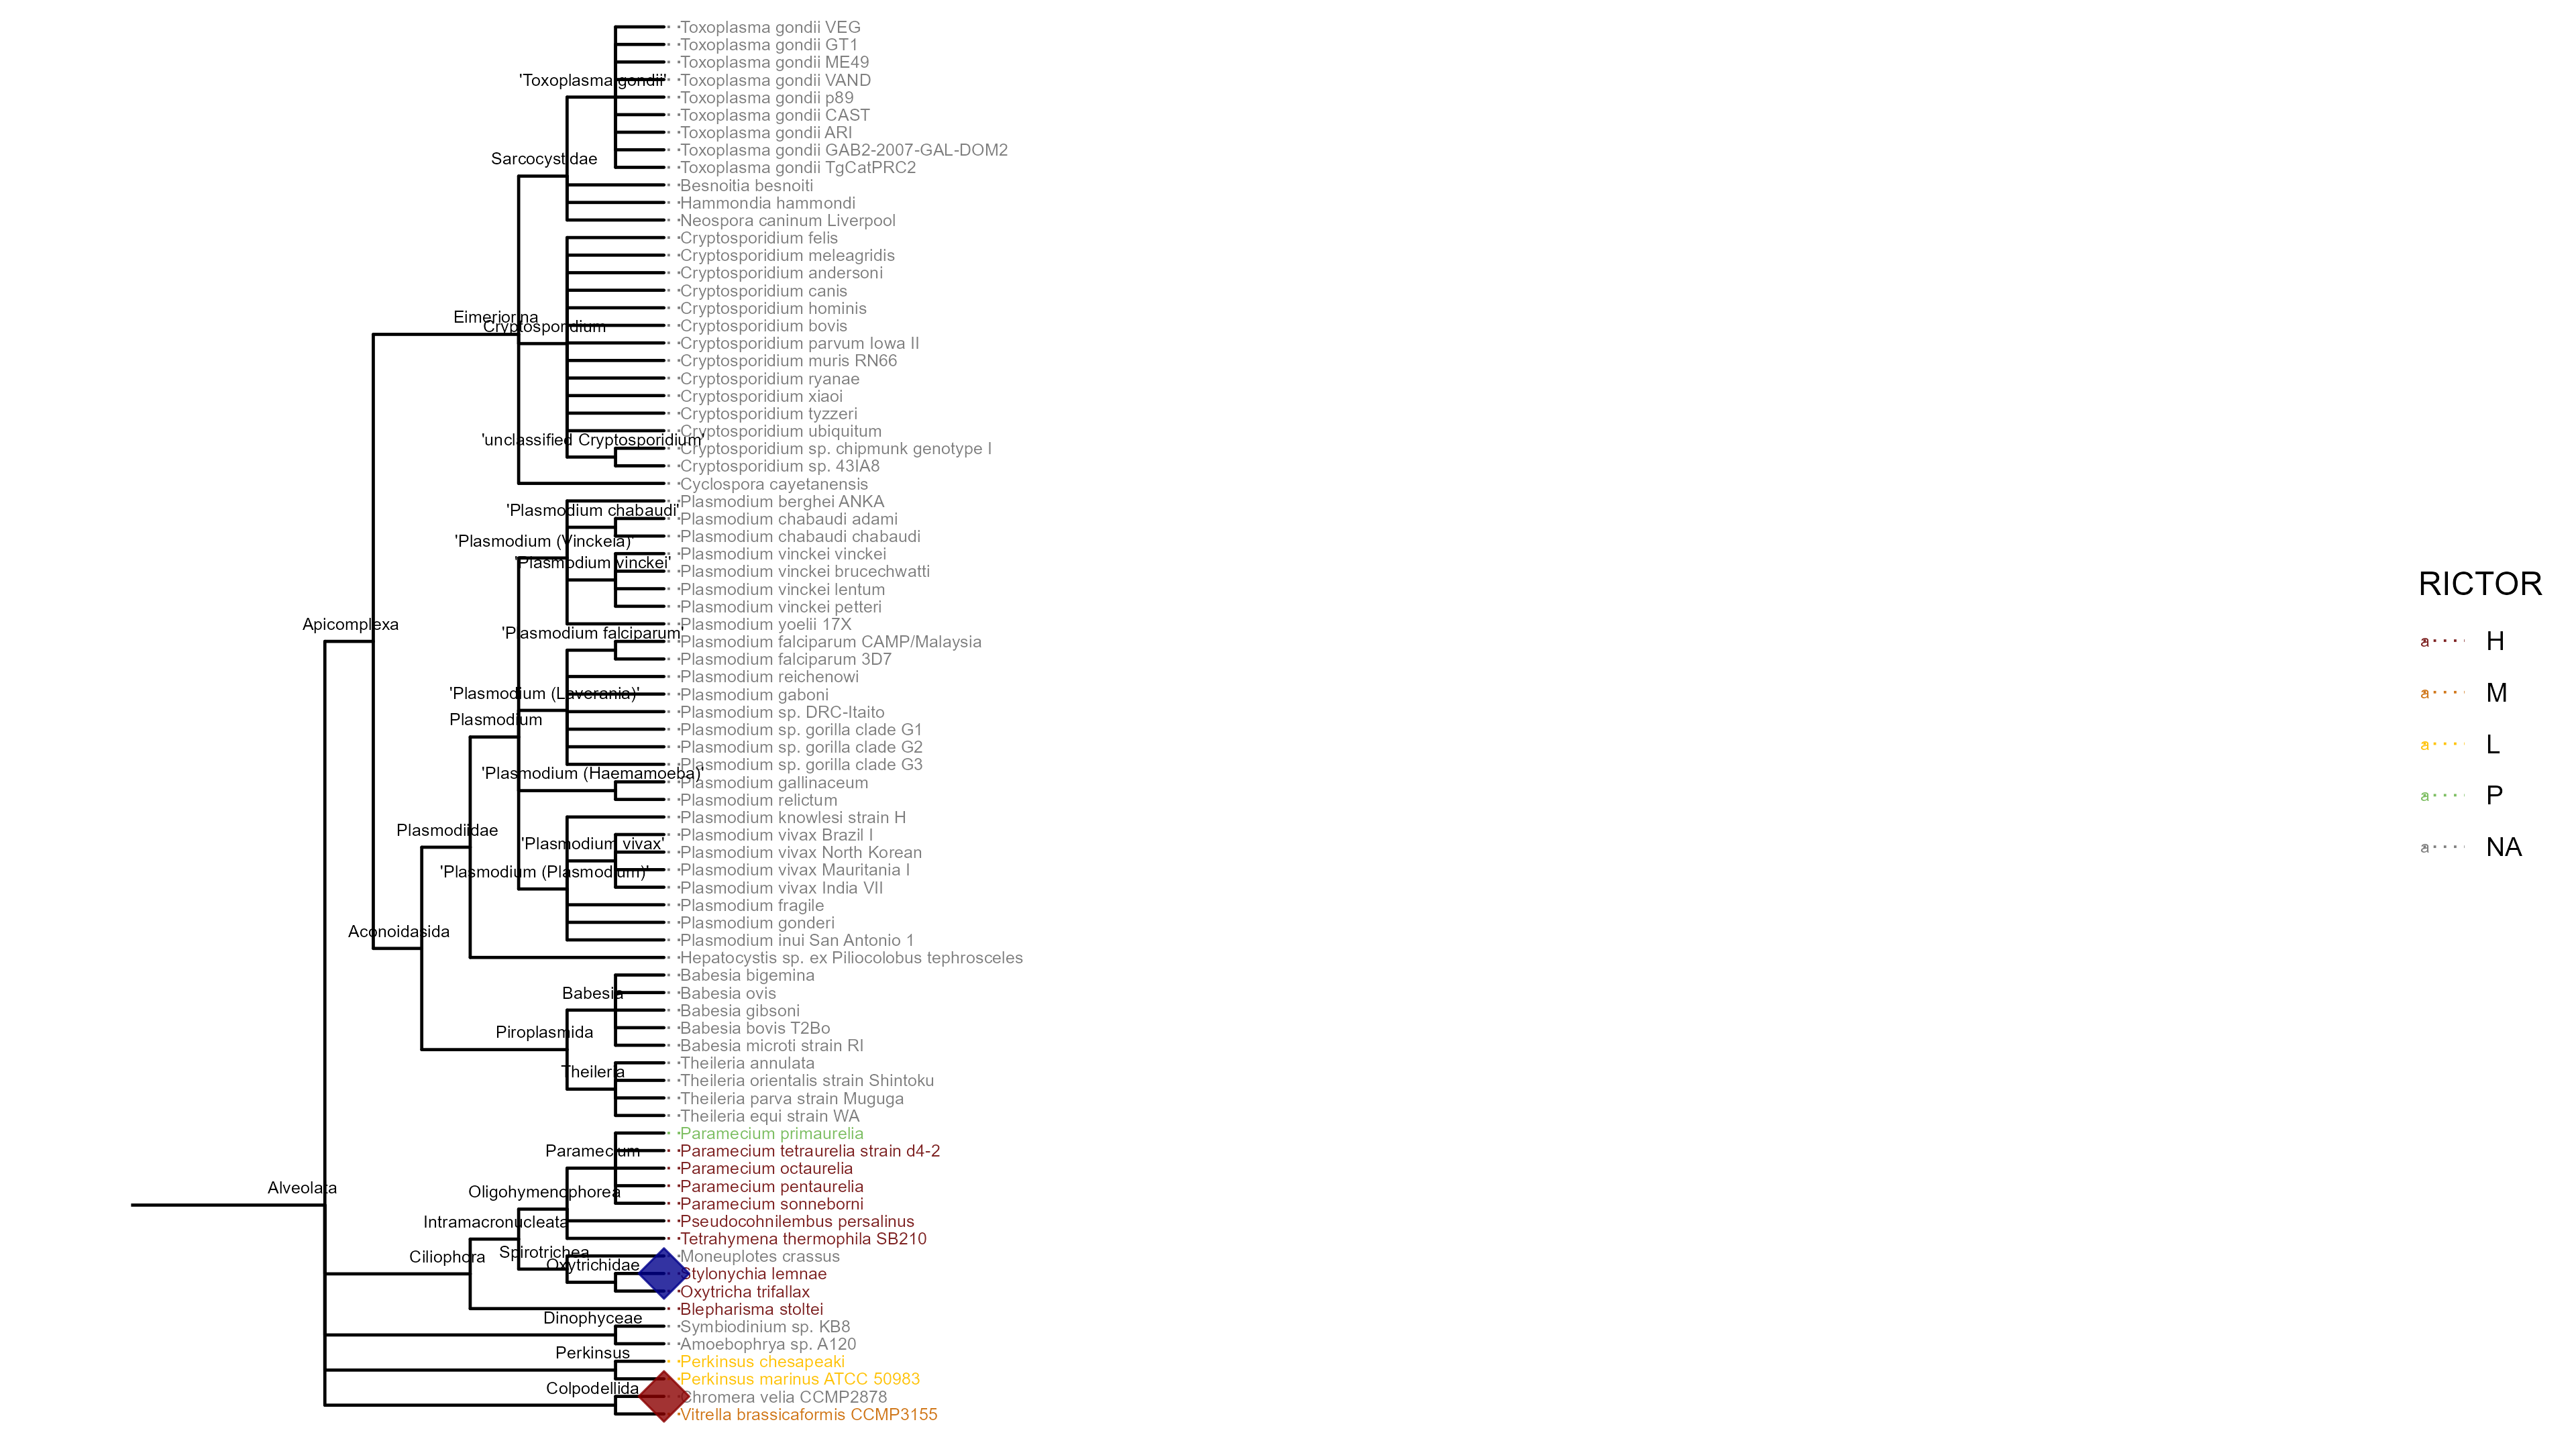 Toxoplasma gondii VEG
Toxoplasma gondii GT1
Toxoplasma gondii ME49
'Toxoplasma gondii'
Toxoplasma gondii VAND
Toxoplasma gondii p89
Toxoplasma gondii CAST
Toxoplasma gondii ARI
Toxoplasma gondii GAB2-2007-GAL-DOM2
Sarcocystidae
Toxoplasma gondii TgCatPRC2
Besnoitia besnoiti
Hammondia hammondi
Neospora caninum Liverpool
Cryptosporidium felis
Cryptosporidium meleagridis
Cryptosporidium andersoni
Cryptosporidium canis
Cryptosporidium hominis
Eimeriorina
Cryptosporidium
Cryptosporidium bovis
Cryptosporidium parvum Iowa II
Cryptosporidium muris RN66
Cryptosporidium ryanae
Cryptosporidium xiaoi
Cryptosporidium tyzzeri
Cryptosporidium ubiquitum
'unclassified Cryptosporidium'
Cryptosporidium sp. chipmunk genotype I
Cryptosporidium sp. 43IA8
Cyclospora cayetanensis
Plasmodium berghei ANKA
'Plasmodium chabaudi'
Plasmodium chabaudi adami
Plasmodium chabaudi chabaudi
'Plasmodium (Vinckeia)'
Plasmodium vinckei vinckei
'Plasmodium vinckei'
Plasmodium vinckei brucechwatti
Plasmodium vinckei lentum
Plasmodium vinckei petteri
Plasmodium yoelii 17X
'Plasmodium falciparum'
Apicomplexa
Plasmodium falciparum CAMP/Malaysia
Plasmodium falciparum 3D7
Plasmodium reichenowi
'Plasmodium (Laverania)'
Plasmodium gaboni
Plasmodium sp. DRC-Itaito
Plasmodium
Plasmodium sp. gorilla clade G1
Plasmodium sp. gorilla clade G2
Plasmodium sp. gorilla clade G3
'Plasmodium (Haemamoeba)'
Plasmodium gallinaceum
Plasmodium relictum
Plasmodium knowlesi strain H
Plasmodiidae
Plasmodium vivax Brazil I
'Plasmodium vivax'
Plasmodium vivax North Korean
Plasmodium vivax Mauritania I
'Plasmodium (Plasmodium)'
Plasmodium vivax India VII
Plasmodium fragile
Plasmodium gonderi
Aconoidasida
Plasmodium inui San Antonio 1
Hepatocystis sp. ex Piliocolobus tephrosceles
Babesia bigemina
Babesia
Babesia ovis
Babesia gibsoni
Piroplasmida
Babesia bovis T2Bo
Babesia microti strain RI
Theileria annulata
Theileria
Theileria orientalis strain Shintoku
Theileria parva strain Muguga
Theileria equi strain WA
Paramecium primaurelia
Paramecium
Paramecium tetraurelia strain d4-2
Paramecium octaurelia
Alveolata
Paramecium pentaurelia
Oligohymenophorea
Paramecium sonneborni
Intramacronucleata
Pseudocohnilembus persalinus
Tetrahymena thermophila SB210
Ciliophora
Spirotrichea
Moneuplotes crassus
Oxytrichidae
Stylonychia lemnae
Oxytricha trifallax
Blepharisma stoltei
Dinophyceae
Symbiodinium sp. KB8
Amoebophrya sp. A120
Perkinsus
Perkinsus chesapeaki
Perkinsus marinus ATCC 50983
Colpodellida
Chromera velia CCMP2878
Vitrella brassicaformis CCMP3155
RICTOR
a H
a M
a L
a P
a NA